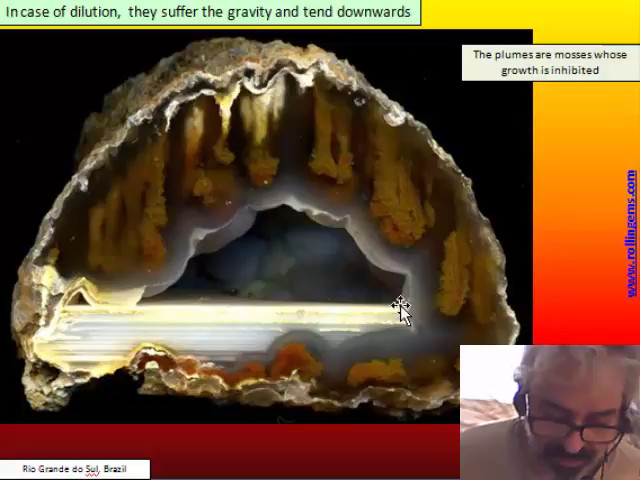 In case of dilution, they suffer the gravity and tend downwards
The plumes are mosses whose
growth is inhibited
www.rollingems.com
Rio Grande do Sul, Brazil